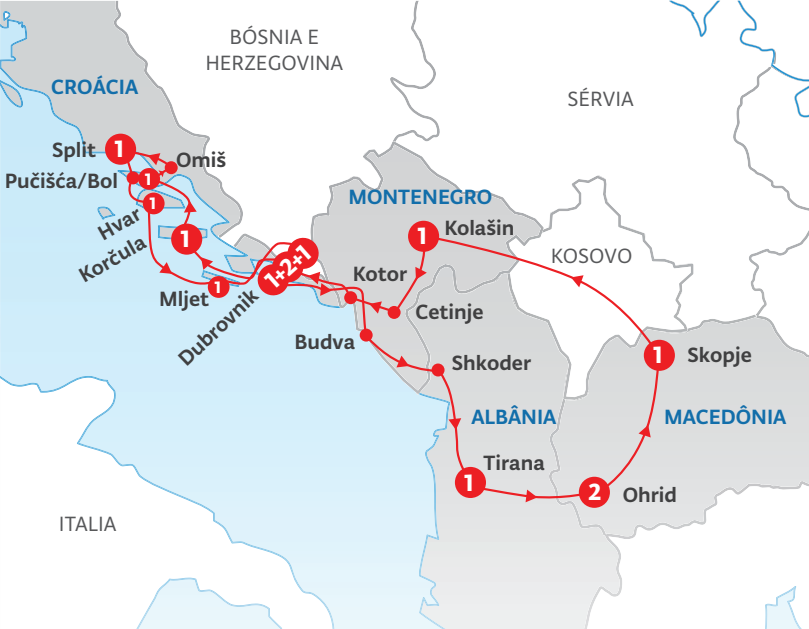 BÓSNIA E
HERZEGOVINA
CROÁCIA
SÉRVIA
Split
1
Omiš
Pučišća/Bol
1
MONTENEGRO
Hvar
1
Kolašin
1
Korčula
1
KOSOVO
1+2+1
Kotor
Mljet
1
Cetinje
Dubrovnik
Budva
Shkoder
1
Skopje
ALBÂNIA
MACEDÔNIA
Tirana
1
2
Ohrid
ITALIA